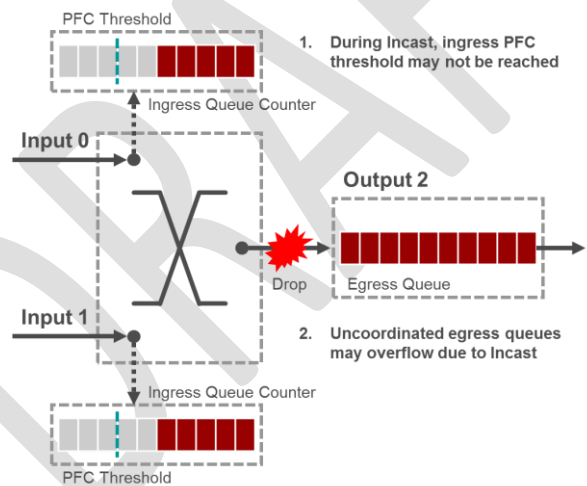 PFC Threshold
1. During Incast, ingress PFC
threshold may not be reached
Ingress Queue Counter
Input 0
Output 2
Drop
Egress Queue
Input 1
2. Uncoordinated egress queues
may overflow due to Incast
Ingress Queue Counter
PFC Threshold